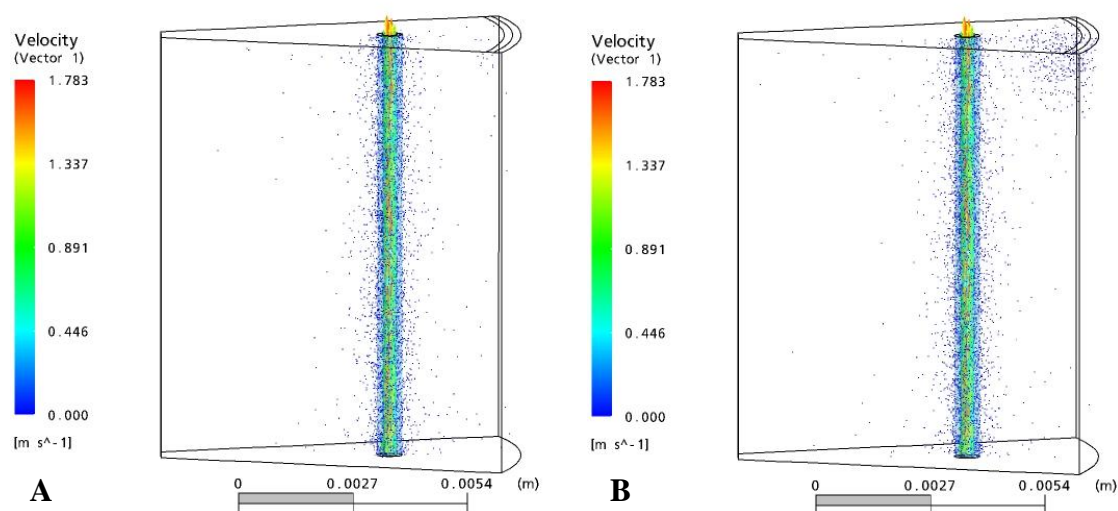 Velocity
(Vector 1)
1.783
1.337
0.891
0.446
0.000
[m s^-1]
A
0 0.0027 0.0054 (m)
Velocity
(Vector 1)
1.783
1.337
0.891
0.446
0.000
[m s^-1]
B
0 0.0027 0.0054 (m)